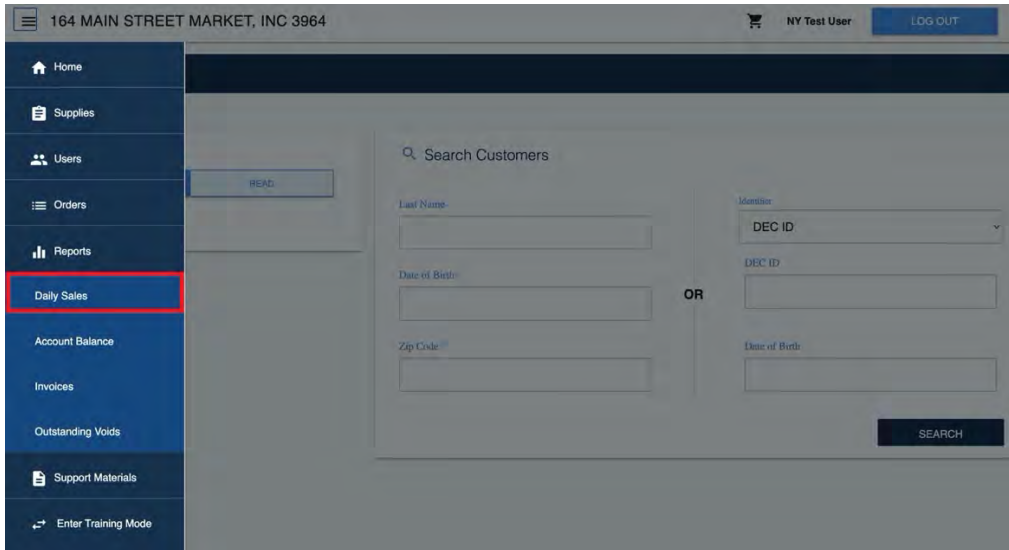 164 MAIN STREET MARKET, INC 3964
NY Test User
LOG OUT
Home
Supplies
Users
Orders
Reports
Daily Sales
Account Balance
Invoices
Outstanding Voids
Support Materials
Enter Training Mode
READ
Search Customers
Last Name
Date of Birth
Zip Code
OR
Identifier
DEC ID
DEC ID
Date of Birth
SEARCH